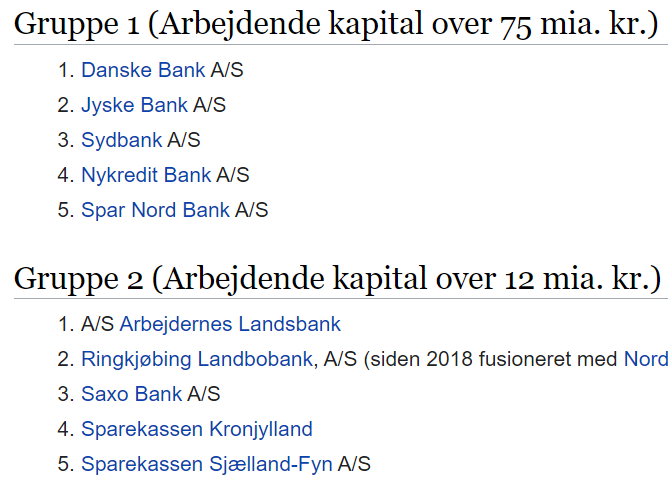 Gruppe 1 (Arbejdende kapital over 75 mia. kr.)
1. Danske Bank A/S
2. Jyske Bank A/S
3. Sydbank A/S
4. Nykredit Bank A/S
5. Spar Nord Bank A/S
Gruppe 2 (Arbejdende kapital over 12 mia. kr.)
1. A/S Arbejdernes Landsbank
2. Ringkjøbing Landbobank, A/S (siden 2018 fusioneret med Nord
3. Saxo Bank A/S
4. Sparekassen Kronjylland
5. Sparekassen Sjælland-Fyn A/S